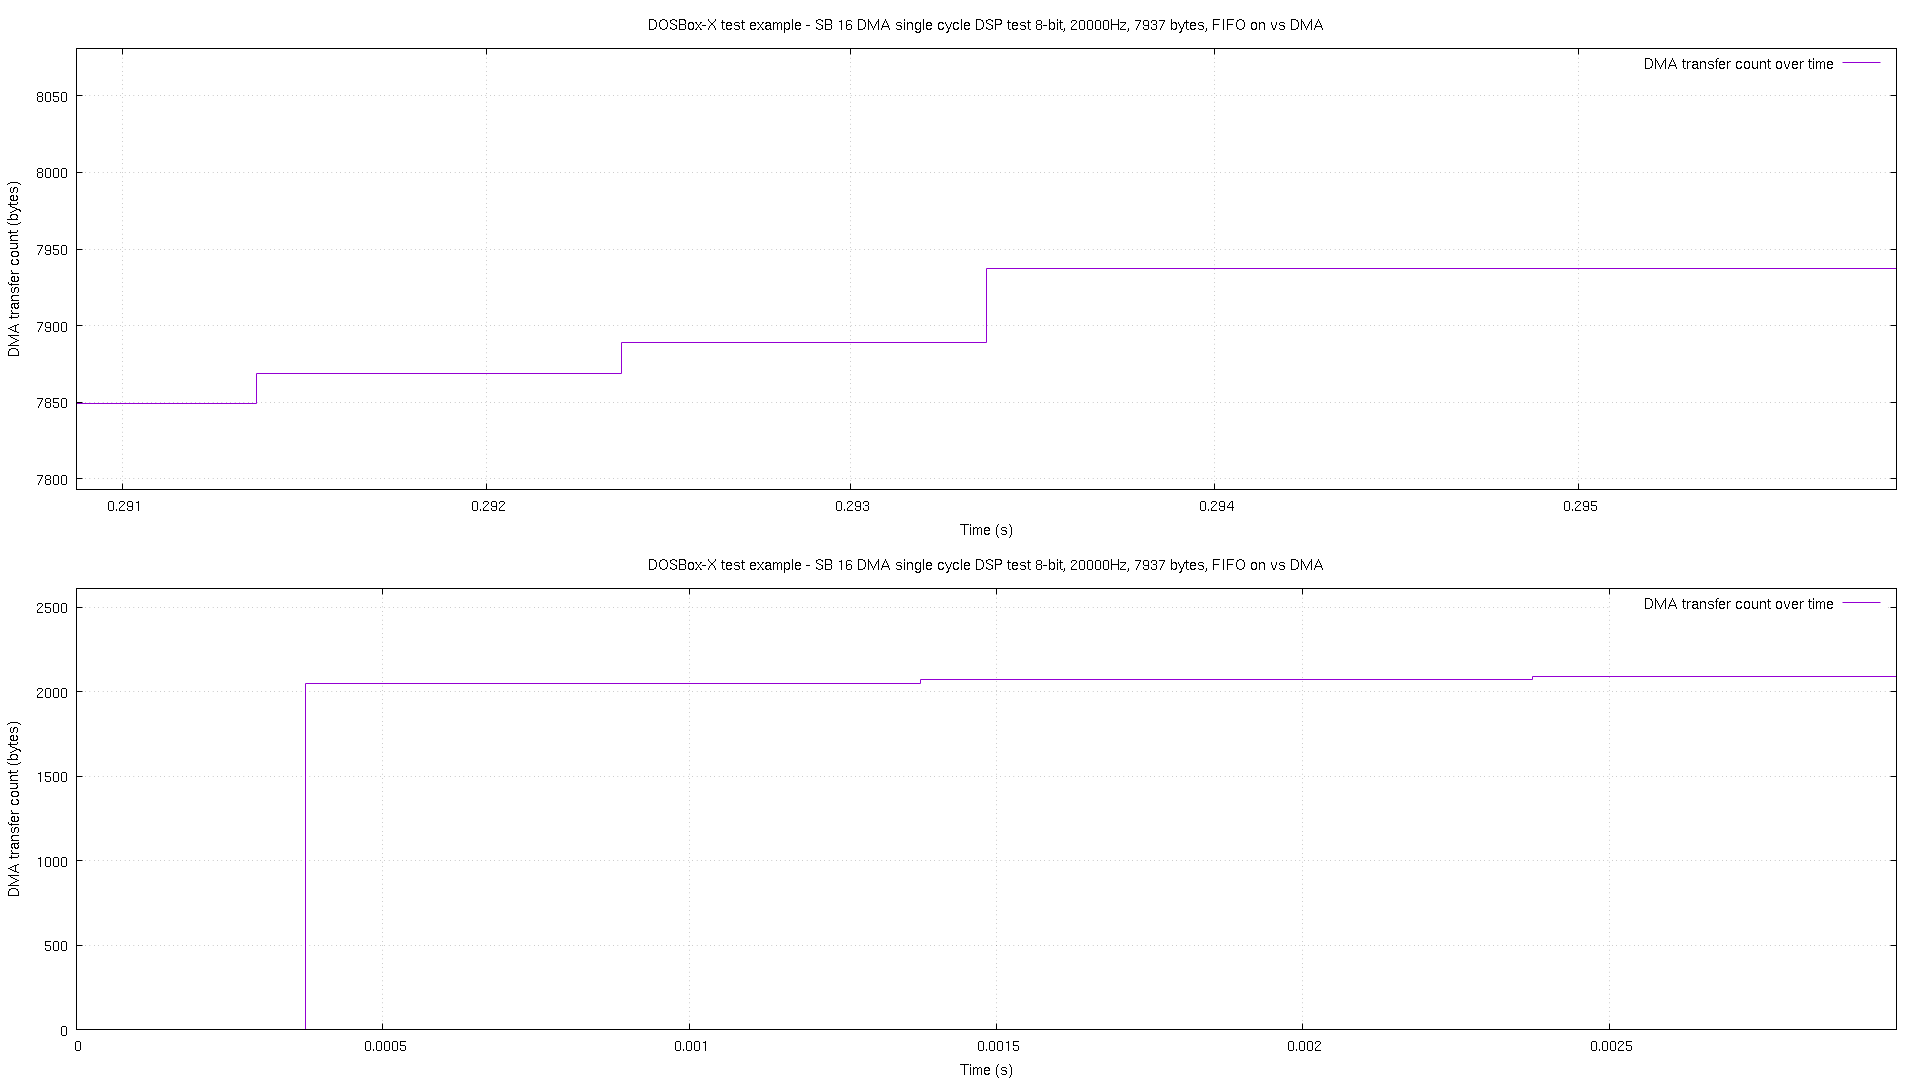 DOSBox-X test example - SB 16 DMA single cycle DSP test 8-bit, 20000Hz, 7937 bytes, FIFO on vs DMA
DMA transfer count over time
DMA transfer count (bytes)
8050
8000
7950
7900
7850
7800
0.291 0.292 0.293 0.294 0.295
Time (s)
DOSBox-X test example - SB 16 DMA single cycle DSP test 8-bit, 20000Hz, 7937 bytes, FIFO on vs DMA
DMA transfer count over time
DMA transfer count (bytes)
2500
2000
1500
1000
500
0
0 0.0005 0.001 0.0015 0.002 0.0025
Time (s)